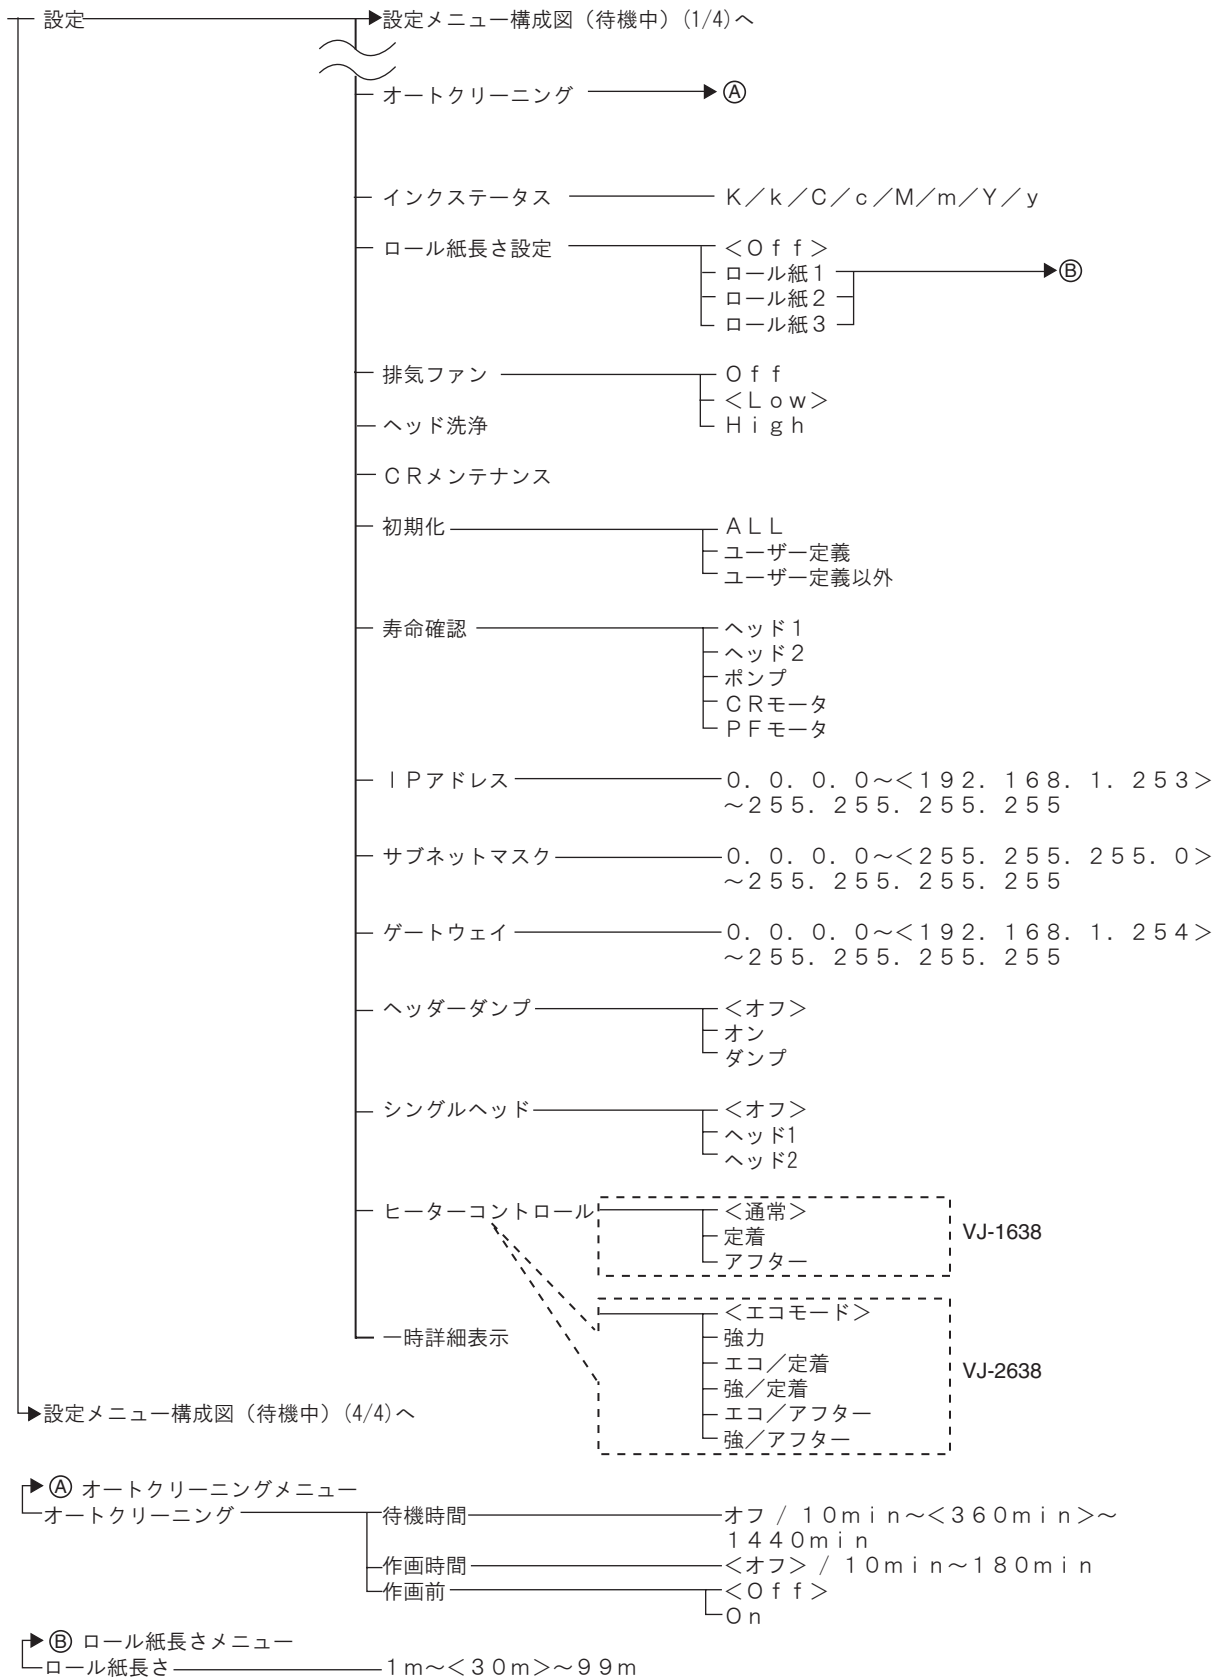 設定
設定メニュー構成図（待機中）(1/4)へ
オートクリーニング Ⓐ
インクステータス Ｋ／ｋ／Ｃ／ｃ／Ｍ／ｍ／Ｙ／ｙ
ロール紙長さ設定 ＜Ｏｆｆ＞
ロール紙１ Ⓑ
ロール紙２
ロール紙３
排気ファン Ｏｆｆ
＜Ｌｏｗ＞
ヘッド洗浄 Ｈｉｇｈ
ＣＲメンテナンス
初期化 ＡＬＬ
ユーザー定義
ユーザー定義以外
寿命確認 ヘッド１
ヘッド２
ポンプ
ＣＲモータ
ＰＦモータ
ＩＰアドレス ０．０．０．０～＜１９２．１６８．１．２５３＞
～２５５．２５５．２５５．２５５
サブネットマスク ０．０．０．０～＜２５５．２５５．２５５．０＞
～２５５．２５５．２５５．２５５
ゲートウェイ ０．０．０．０～＜１９２．１６８．１．２５４＞
～２５５．２５５．２５５．２５５
ヘッダーダンプ ＜オフ＞
オン
ダンプ
シングルヘッド ＜オフ＞
ヘッド1
ヘッド2
ヒーターコントロール ＜通常＞
定着 VJ-1638
アフター
＜エコモード＞
一時詳細表示 強力
エコ／定着 VJ-2638
強／定着
設定メニュー構成図（待機中）(4/4)へ エコ／アフター
強／アフター
Ⓐ オートクリーニングメニュー
オートクリーニング 待機時間 オフ / １０ｍｉｎ～＜３６０ｍｉｎ＞～
１４４０ｍｉｎ
作画時間 ＜オフ＞ / １０ｍｉｎ～１８０ｍｉｎ
作画前 ＜Ｏｆｆ＞
Ｏｎ
Ⓑ ロール紙長さメニュー
ロール紙長さ １ｍ～＜３０ｍ＞～９９ｍ